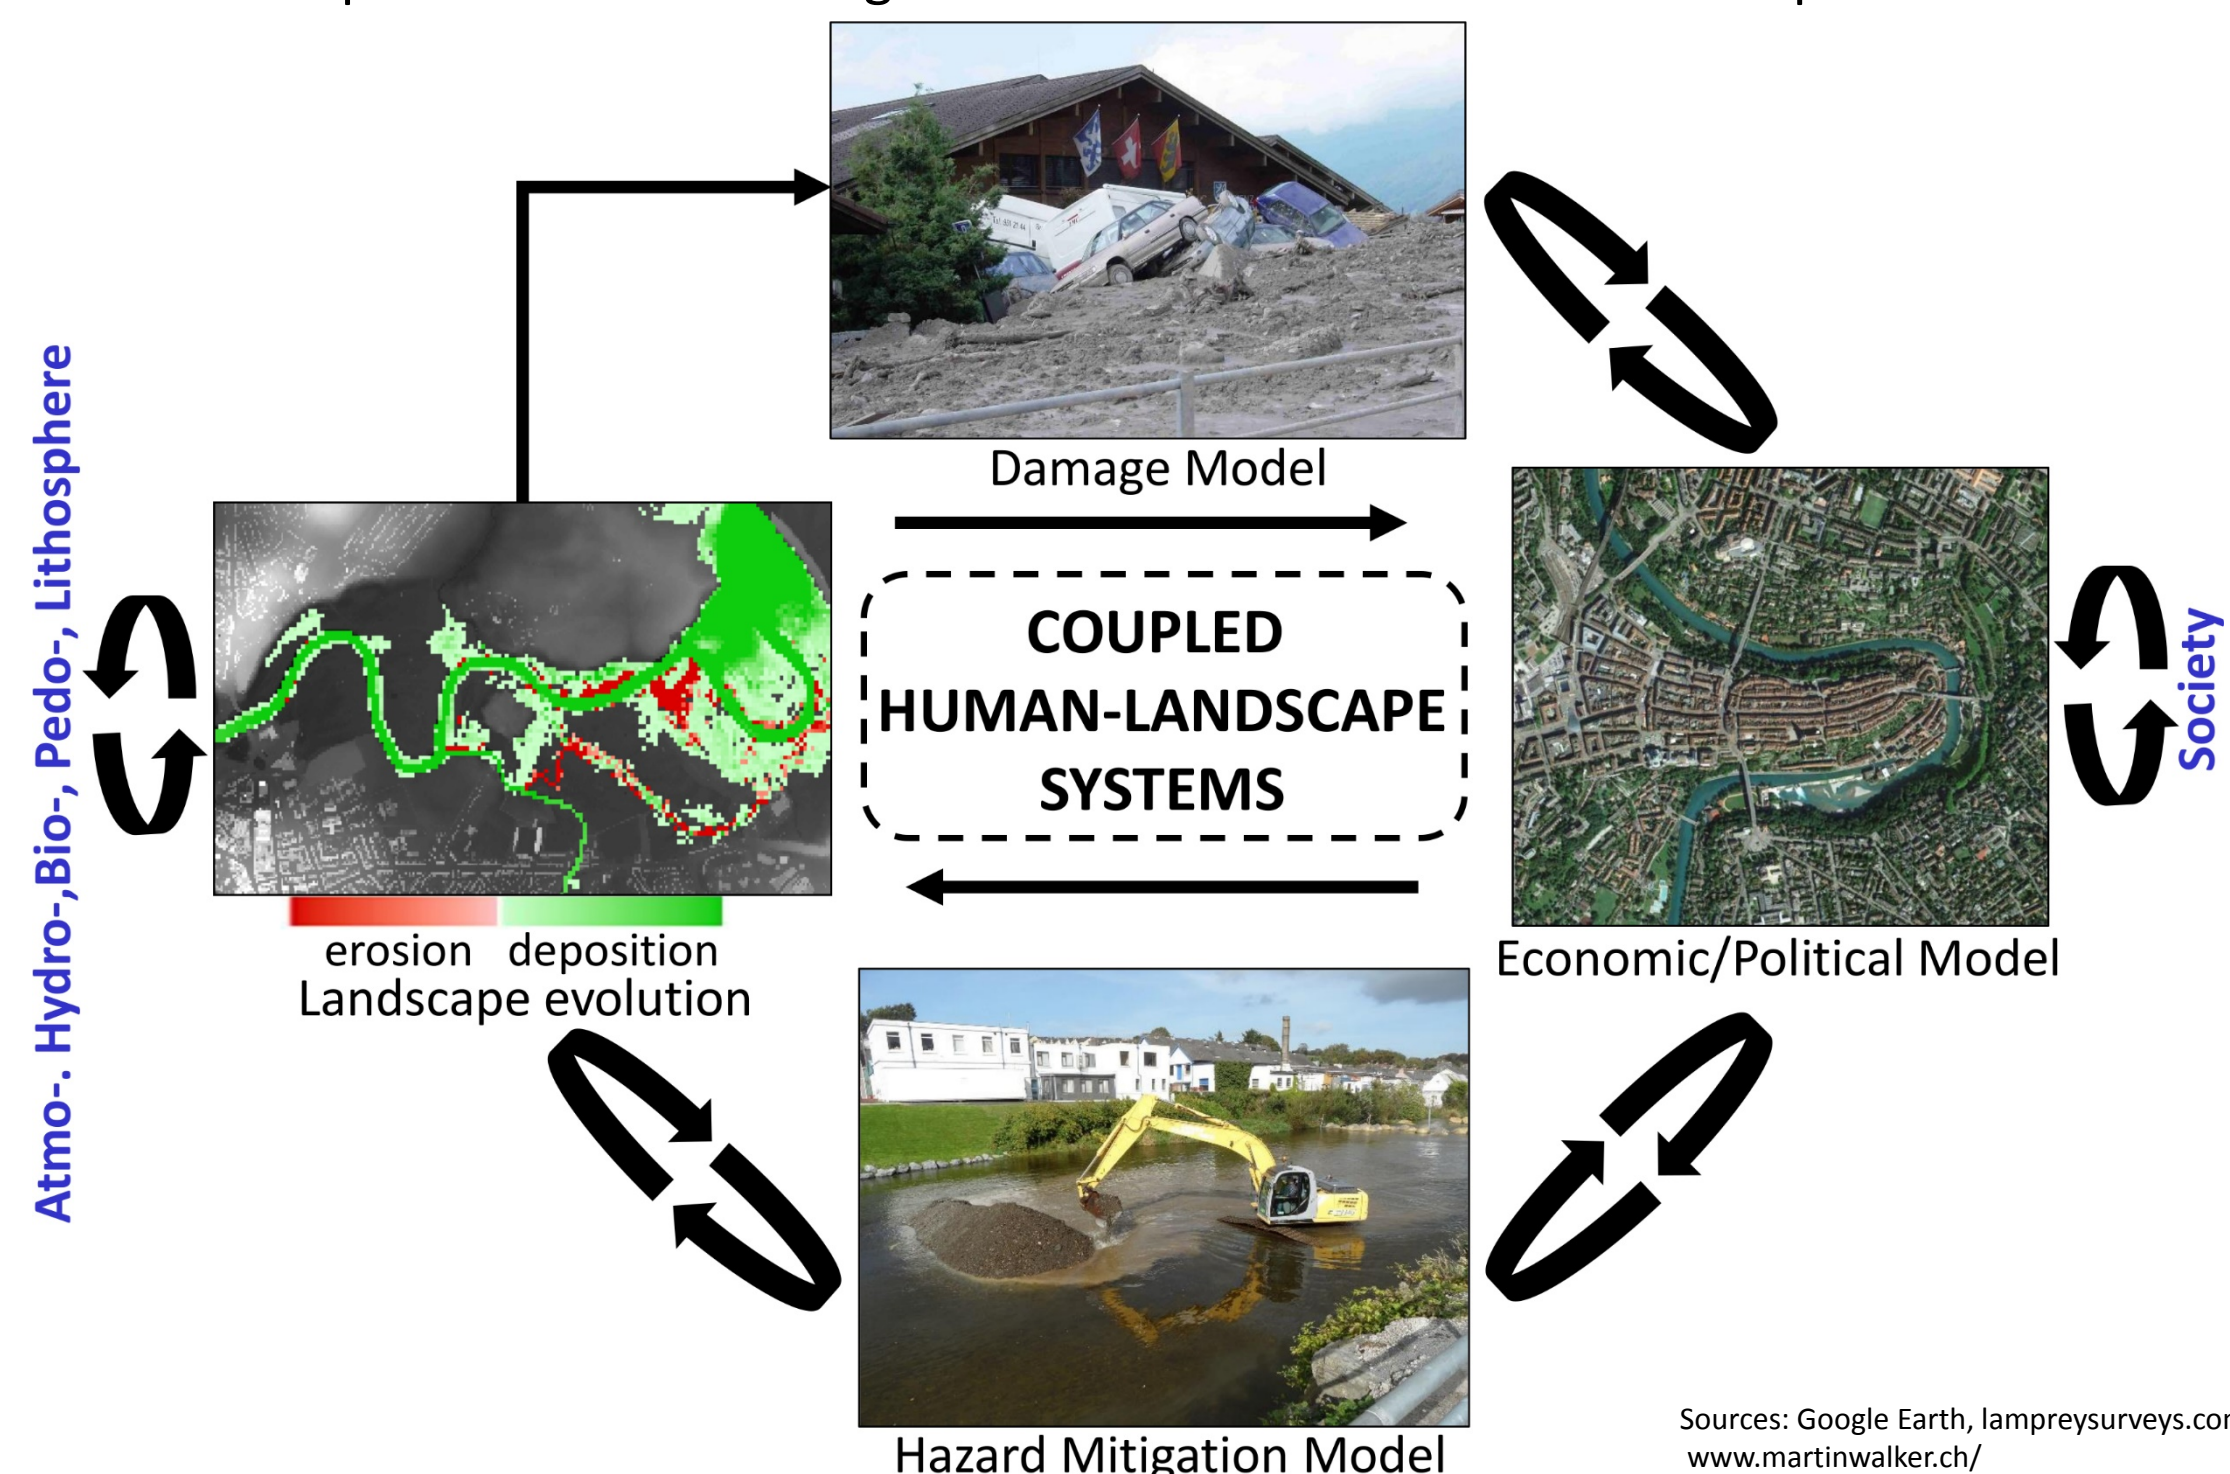 Damage Model
COUPLED
HUMAN-LANDSCAPE
SYSTEMS
Atmo-. Hydro-,Bio-, Pedo-, Lithosphere
Society
erosion deposition
Landscape evolution
Economic/Political Model
Hazard Mitigation Model
Sources: Google Earth, lampreysurveys.com
www.martinwalker.ch/